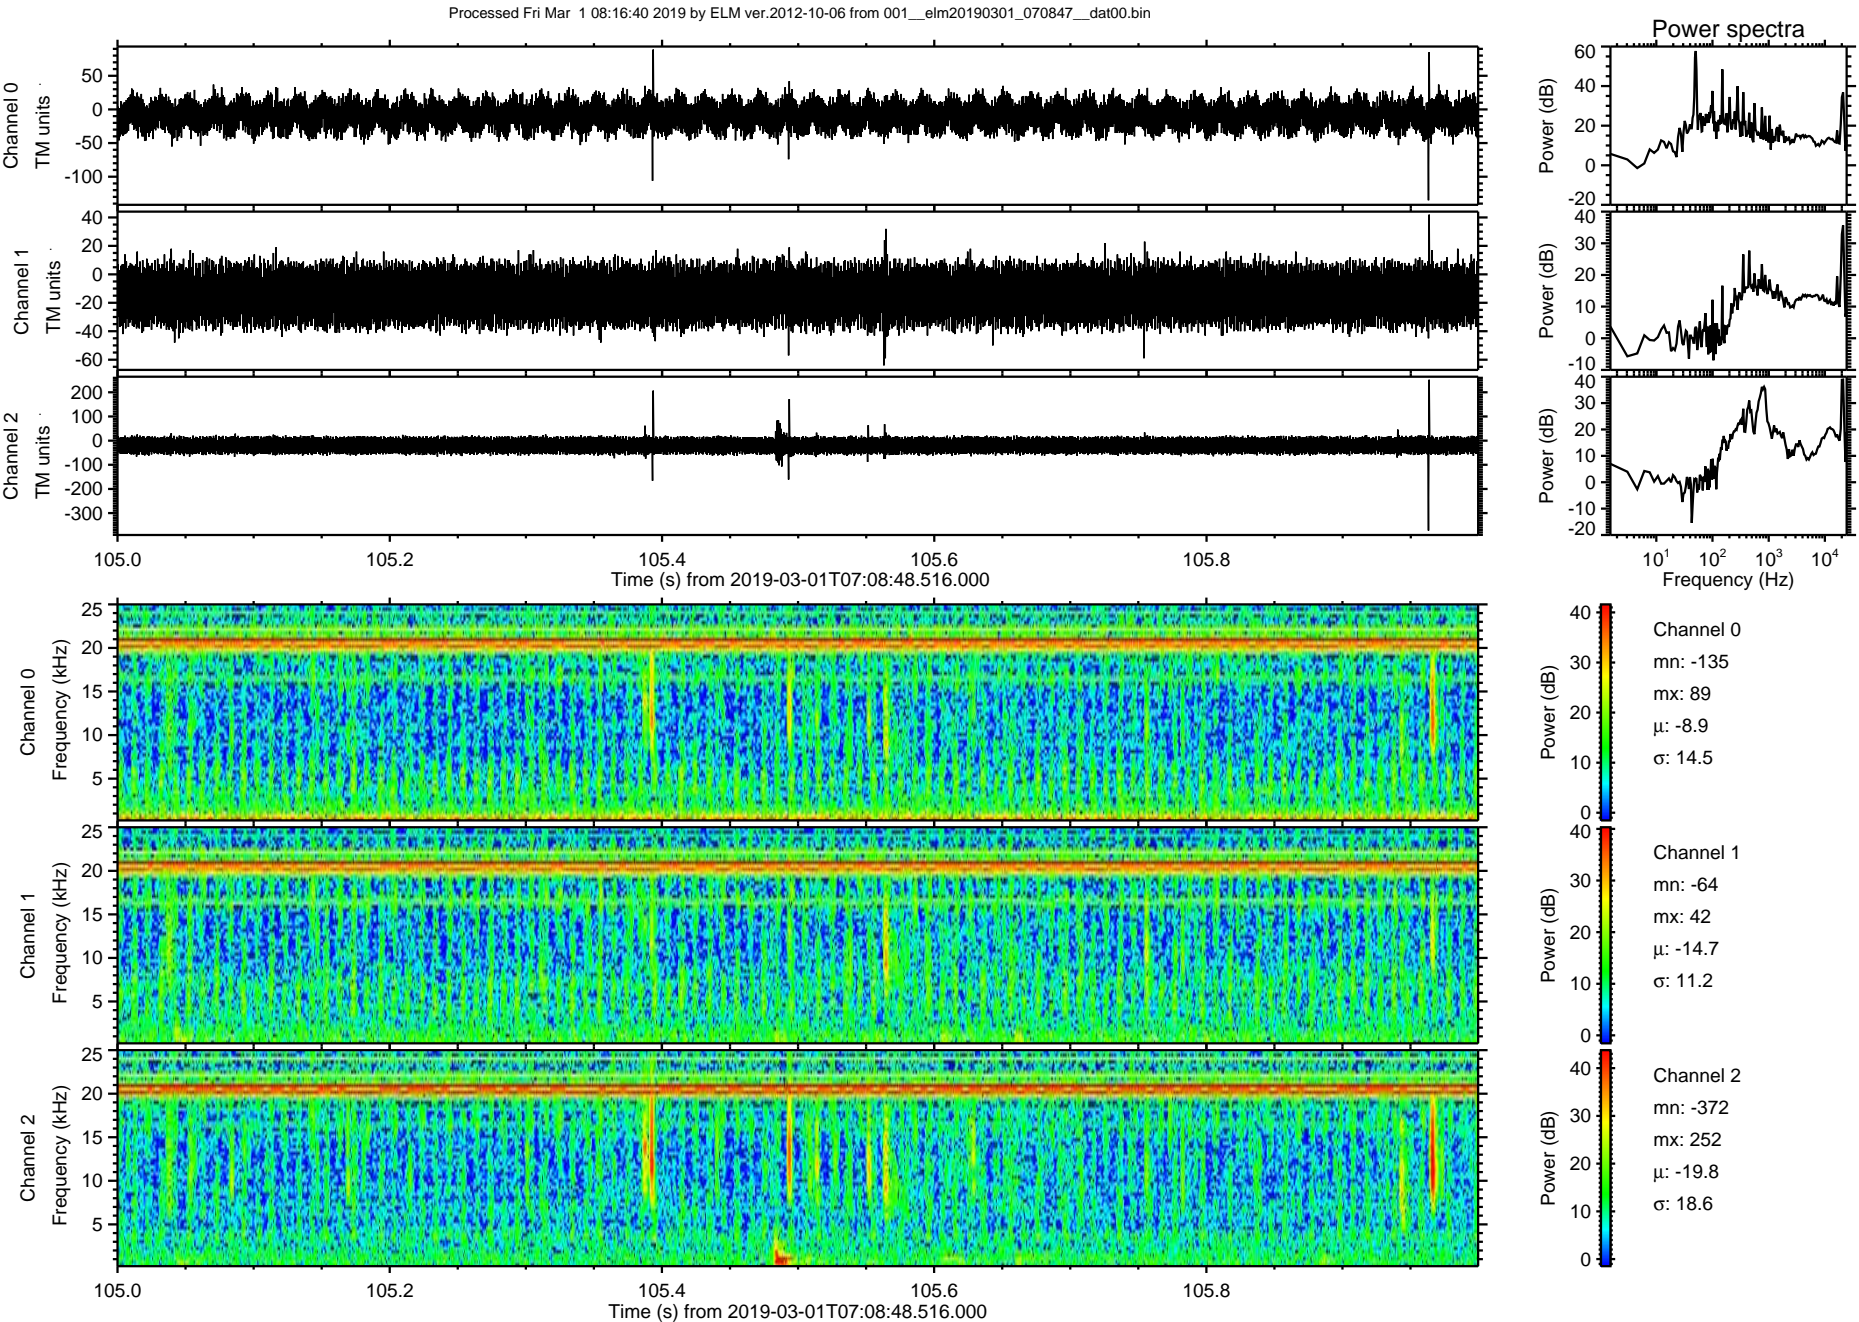 Processed Fri Mar  1 08:16:40 2019 by ELM ver.2012-10-06 from 001__elm20190301_070847__dat00.bin
Power spectra
Channel 0
TM units
50
0
-50
-100
Power (dB)
60
40
20
0
-20
Channel 1
TM units
40
20
0
-20
-40
-60
Power (dB)
40
30
20
10
0
-10
Channel 2
TM units
200
100
0
-100
-200
-300
Power (dB)
40
30
20
10
0
-10
-20
105.0 105.2 105.4 105.6 105.8
Time (s) from 2019-03-01T07:08:48.516.000
10¹ 10² 10³ 10⁴
Frequency (Hz)
Channel 0
Frequency (kHz)
25
20
15
10
5
Power (dB)
40
30
20
10
0
Channel 0
mn: -135
mx: 89
μ: -8.9
σ: 14.5
Channel 1
Frequency (kHz)
25
20
15
10
5
Power (dB)
40
30
20
10
0
Channel 1
mn: -64
mx: 42
μ: -14.7
σ: 11.2
Channel 2
Frequency (kHz)
25
20
15
10
5
Power (dB)
40
30
20
10
0
Channel 2
mn: -372
mx: 252
μ: -19.8
σ: 18.6
105.0 105.2 105.4 105.6 105.8
Time (s) from 2019-03-01T07:08:48.516.000